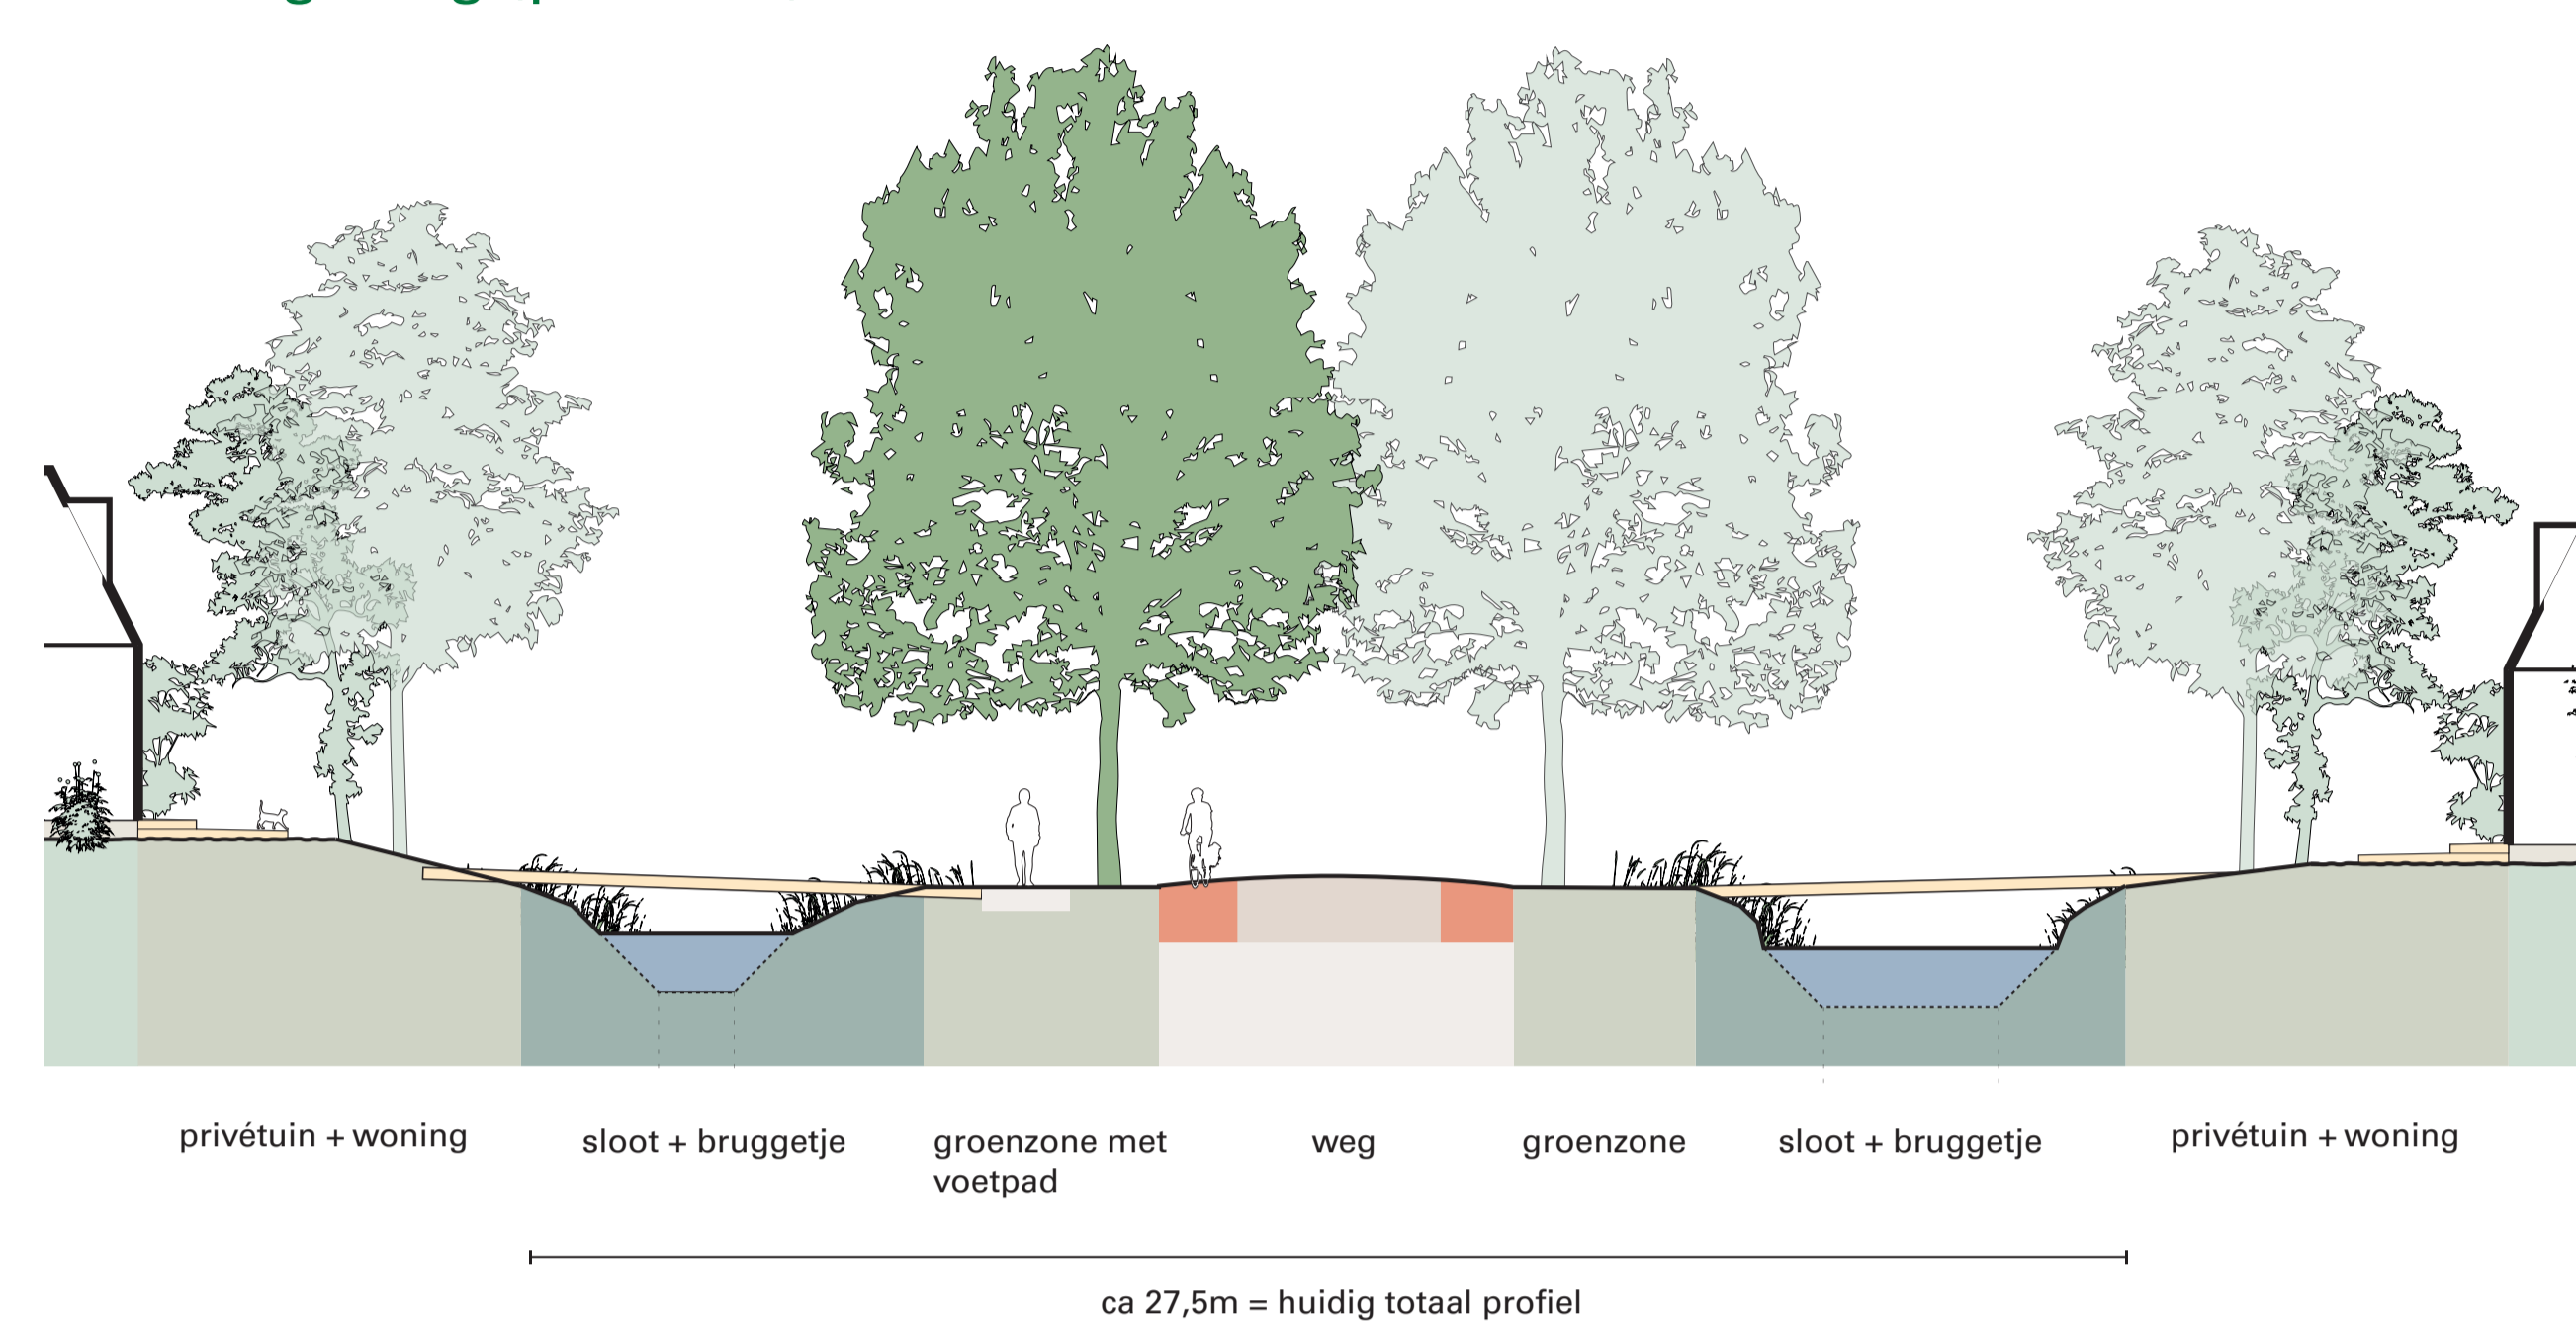 privétuin + woning
sloot + bruggetje
groenzone met
voetpad
weg
groenzone
sloot + bruggetje
privétuin + woning
ca 27,5m = huidig totaal profiel